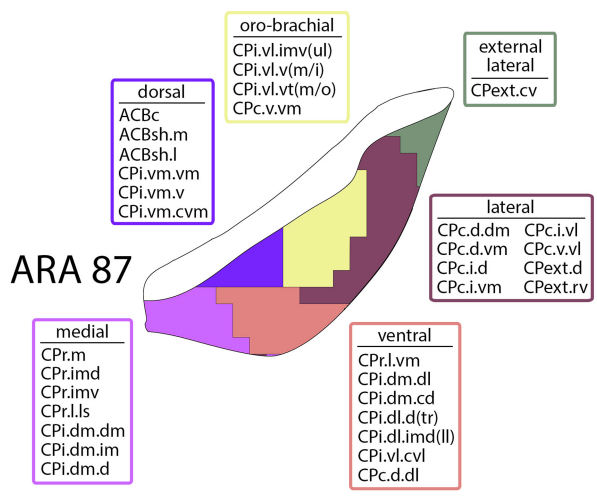 oro-brachial
CPi.vl.imv(ul)
CPi.vl.v(m/i)
CPi.vl.vt(m/o)
CPc.v.vm
external
lateral
CPext.cv
dorsal
ACBc
ACBsh.m
ACBsh.l
CPi.vm.vm
CPi.vm.v
CPi.vm.cvm
lateral
CPc.d.dm CPc.i.vl
CPc.d.vm CPc.v.vl
CPc.i.d CPext.d
CPc.i.vm CPext.rv
ARA 87
medial
CPr.m
CPr.imd
CPr.imv
CPr.l.ls
CPi.dm.dm
CPi.dm.im
CPi.dm.d
ventral
CPr.l.vm
CPi.dm.dl
CPi.dm.cd
CPi.dl.d(tr)
CPi.dl.imd(ll)
CPi.vl.cvl
CPc.d.dl